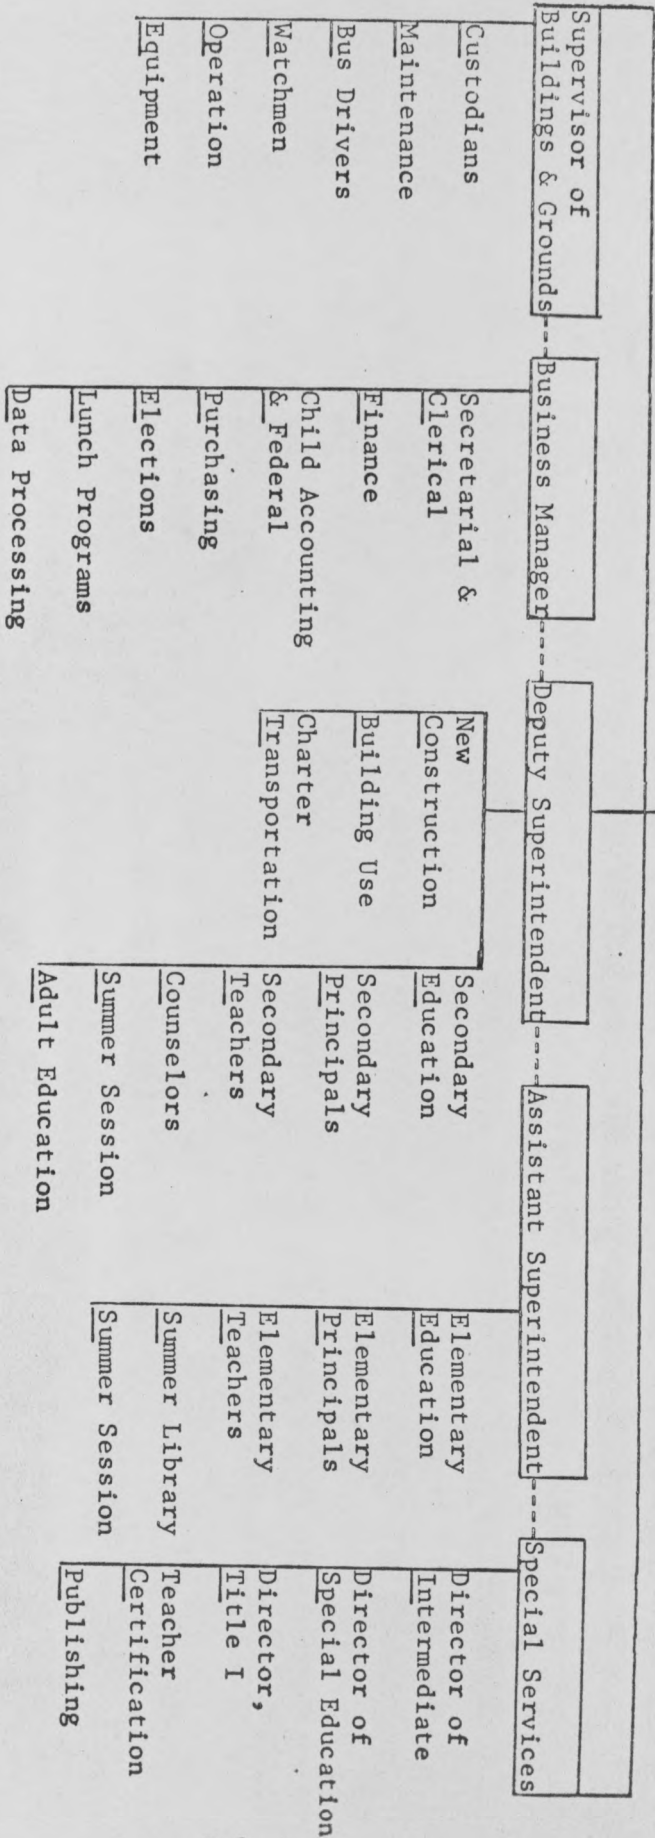 Supervisor of
Buildings & Grounds
Custodians
Maintenance
Bus Drivers
Watchmen
Operation
Equipment
Business Manager
Secretarial &
Clerical
Finance
Child Accounting
& Federal
Purchasing
Elections
Lunch Programs
Data Processing
Deputy Superintendent
New
Construction
Building Use
Charter
Transportation
Secondary
Education
Secondary
Principals
Secondary
Teachers
Counselors
Summer Session
Adult Education
Assistant Superintendent
Elementary
Education
Elementary
Principals
Elementary
Teachers
Summer Library
Summer Session
Special Services
Director of
Intermediate
Director of
Special Education
Director,
Title I
Teacher
Certification
Publishing